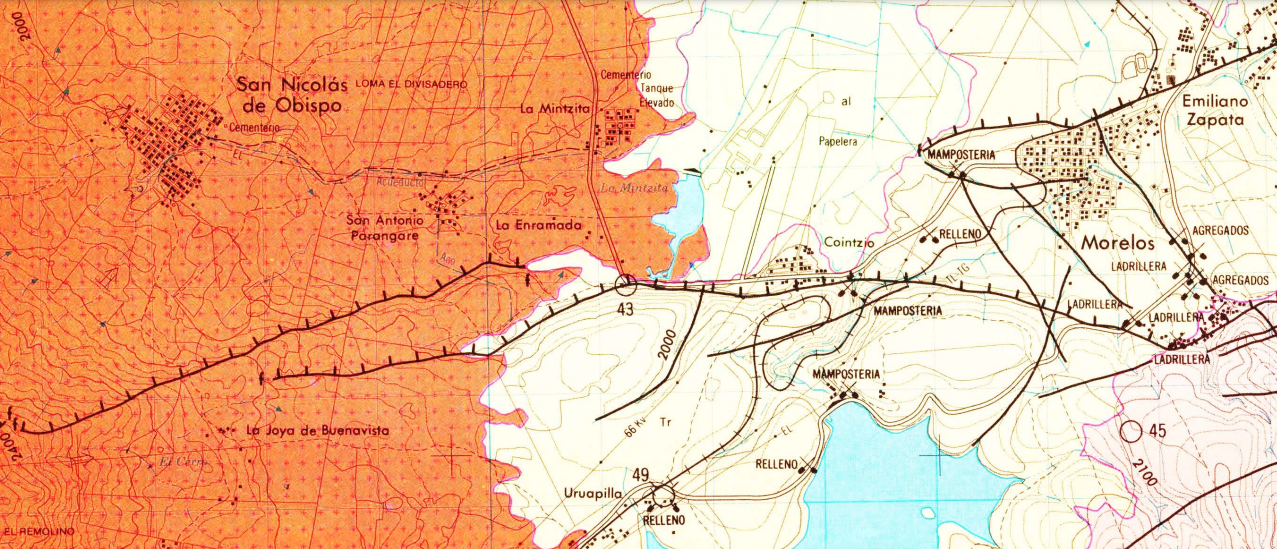 2000
San Nicolás
de Obispo
LOMA EL DIVISADERO
Cementerio
La Mintzita
Cementerio
Tanque
Elevado
al
Papelera
Emiliano
Zapata
MAMPOSTERIA
Acueducto
La Mintzita
San Antonio
Parangare
La Enramada
Cointzio
RELLENO
Morelos
AGREGADOS
LADRILLERA
AGREGADOS
TL-TG
LADRILLERA
LADRILLERA
43
MAMPOSTERIA
2000
LADRILLERA
MAMPOSTERIA
2400
La Joya de Buenavista
66 Kv
Tr
El
45
El Cerro
2100
RELLENO
49
Uruapilla
RELLENO
EL REMOLINO